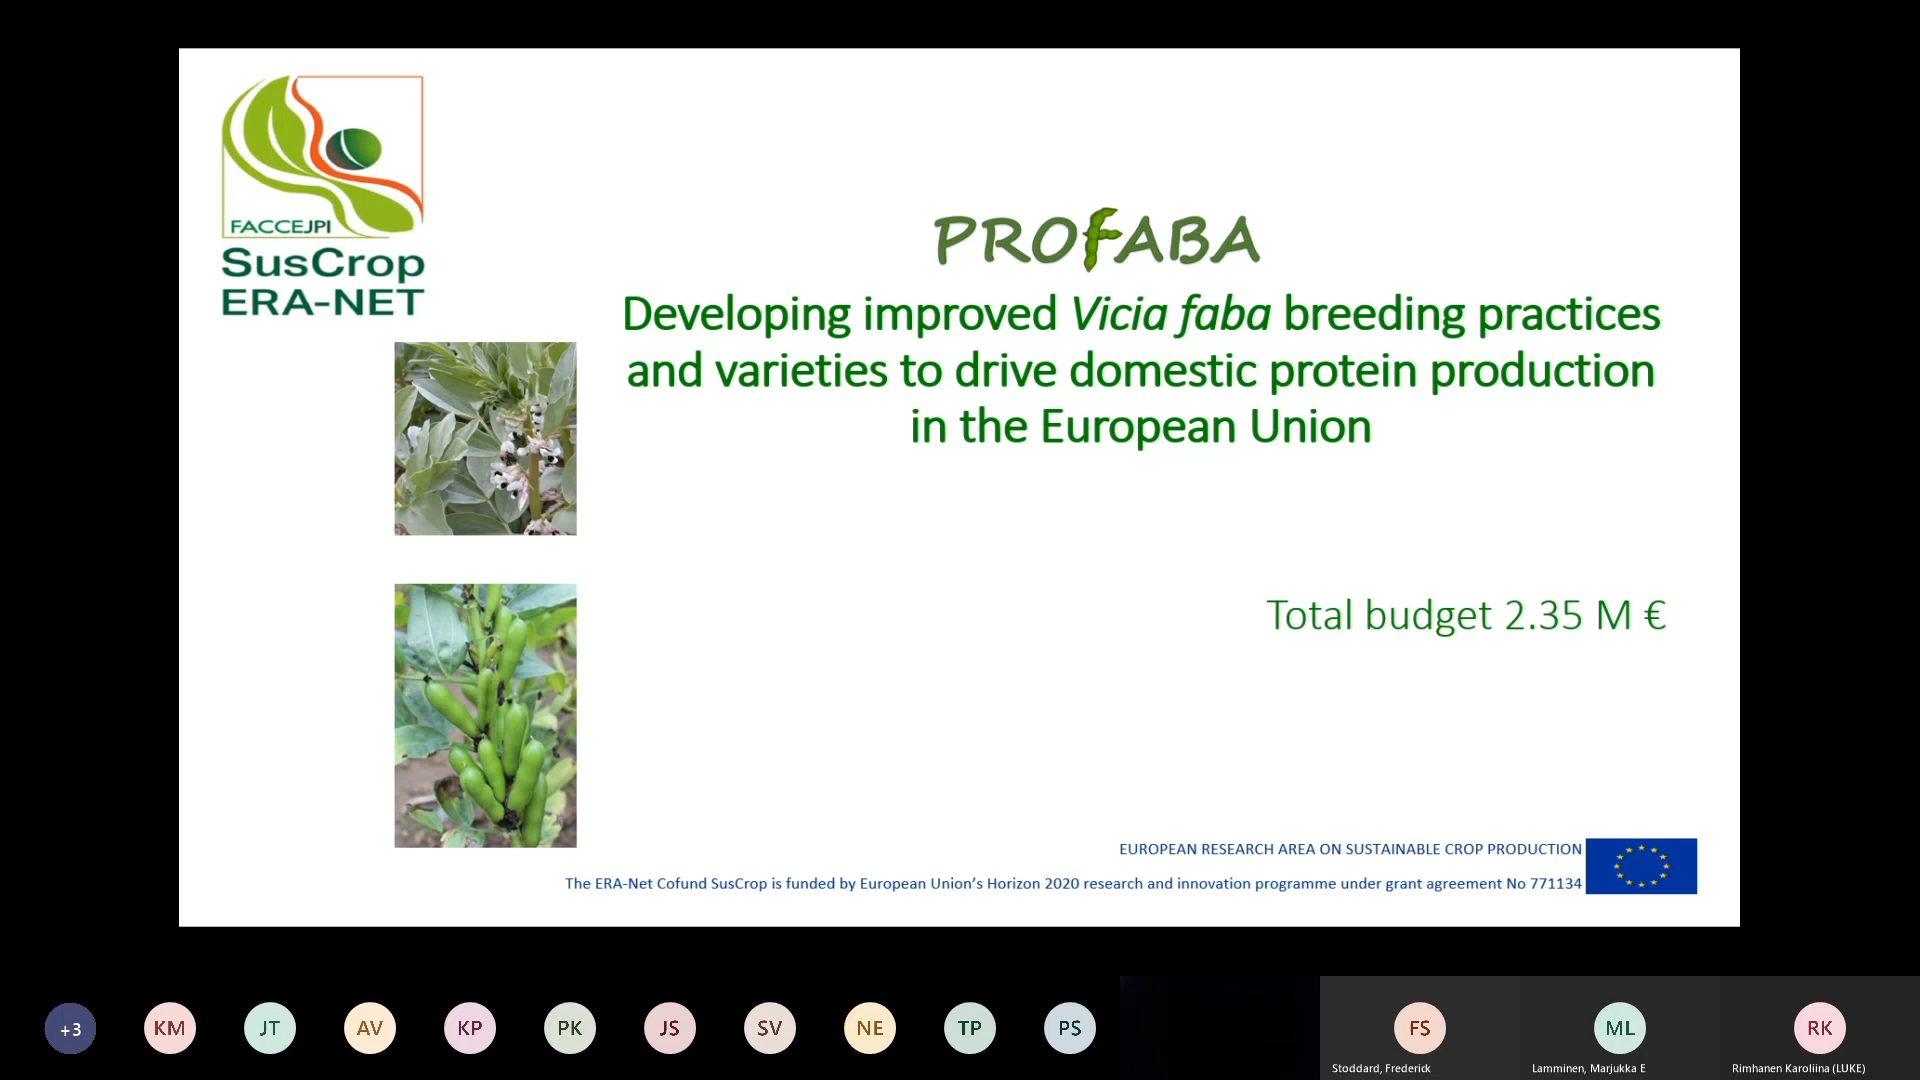 FACCEJPI
SusCrop
ERA-NET
PROFABA
Developing improved Vicia faba breeding practices
and varieties to drive domestic protein production
in the European Union
Total budget 2.35 M €
EUROPEAN RESEARCH AREA ON SUSTAINABLE CROP PRODUCTION
The ERA-Net Cofund SusCrop is funded by European Union’s Horizon 2020 research and innovation programme under grant agreement No 771134
+3 KM JT AV KP PK JS SV NE TP PS FS ML RK
Stoddard, Frederick Lamminen, Marjukka E Rimhanen Karoliina (LUKE)